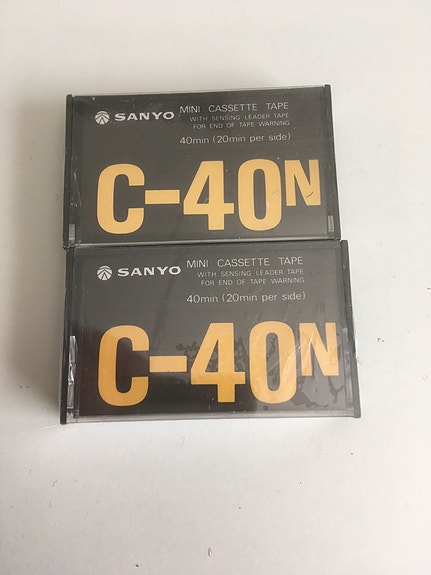 SANYO MINI CASSETTE TAPE
WITH SENSING LEADER TAPE
FOR END OF TAPE WARNING
40min (20min per side)
C-40N
SANYO MINI CASSETTE TAPE
WITH SENSING LEADER TAPE
FOR END OF TAPE WARNING
40min (20min per side)
C-40N